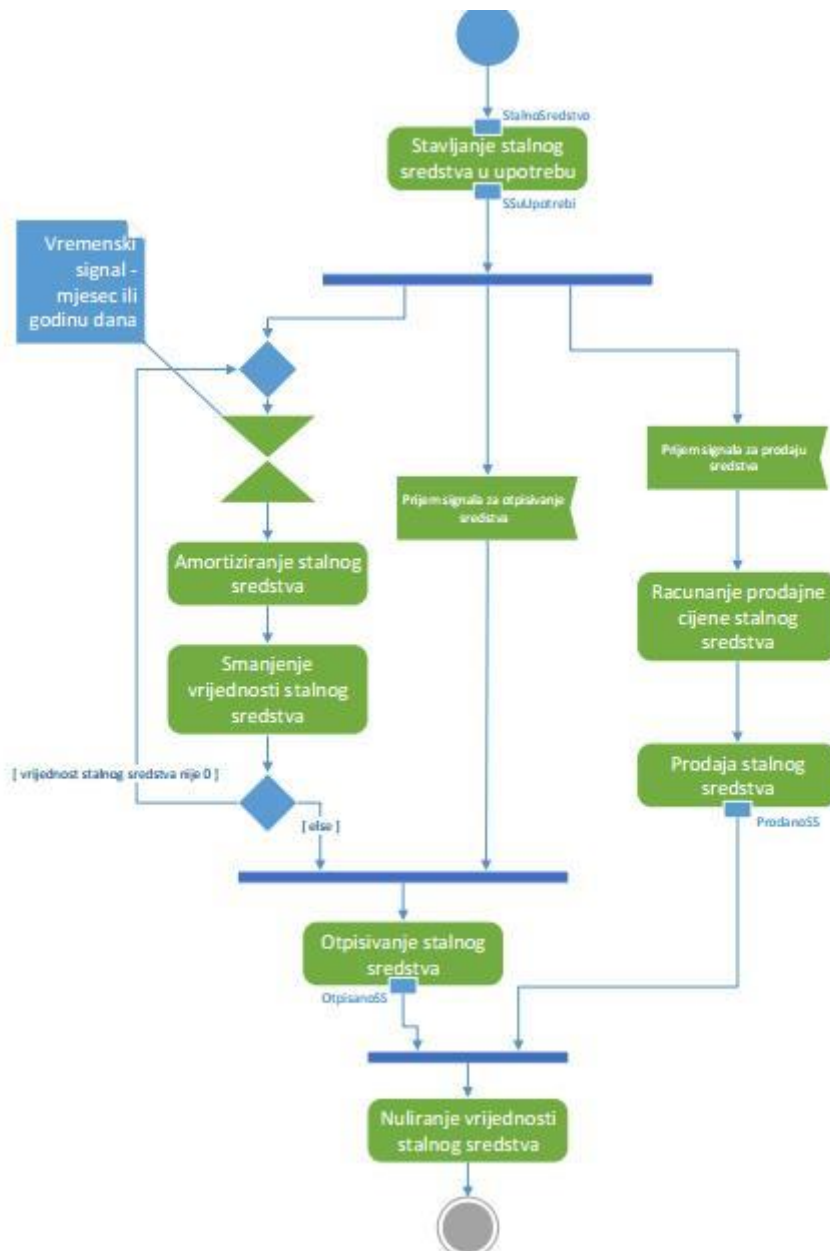 StalnoSredstvo
Stavljanje stalnog
sredstva u upotrebu
SSuUpotrebi
Vremenski
signal -
mjesec ili
godinu dana
Prijem signala za prodaju
sredstva
Prijem signala za otpisivanje
sredstva
Amortiziranje stalnog
sredstva
Racunanje prodajne
cijene stalnog
sredstva
Smanjenje
vrijednosti stalnog
sredstva
[ vrijednost stalnog sredstva nije 0 ]
Prodaja stalnog
sredstva
[ else ]
ProdanoSS
Otpisivanje stalnog
sredstva
OtpisanoSS
Nuliranje vrijednosti
stalnog sredstva